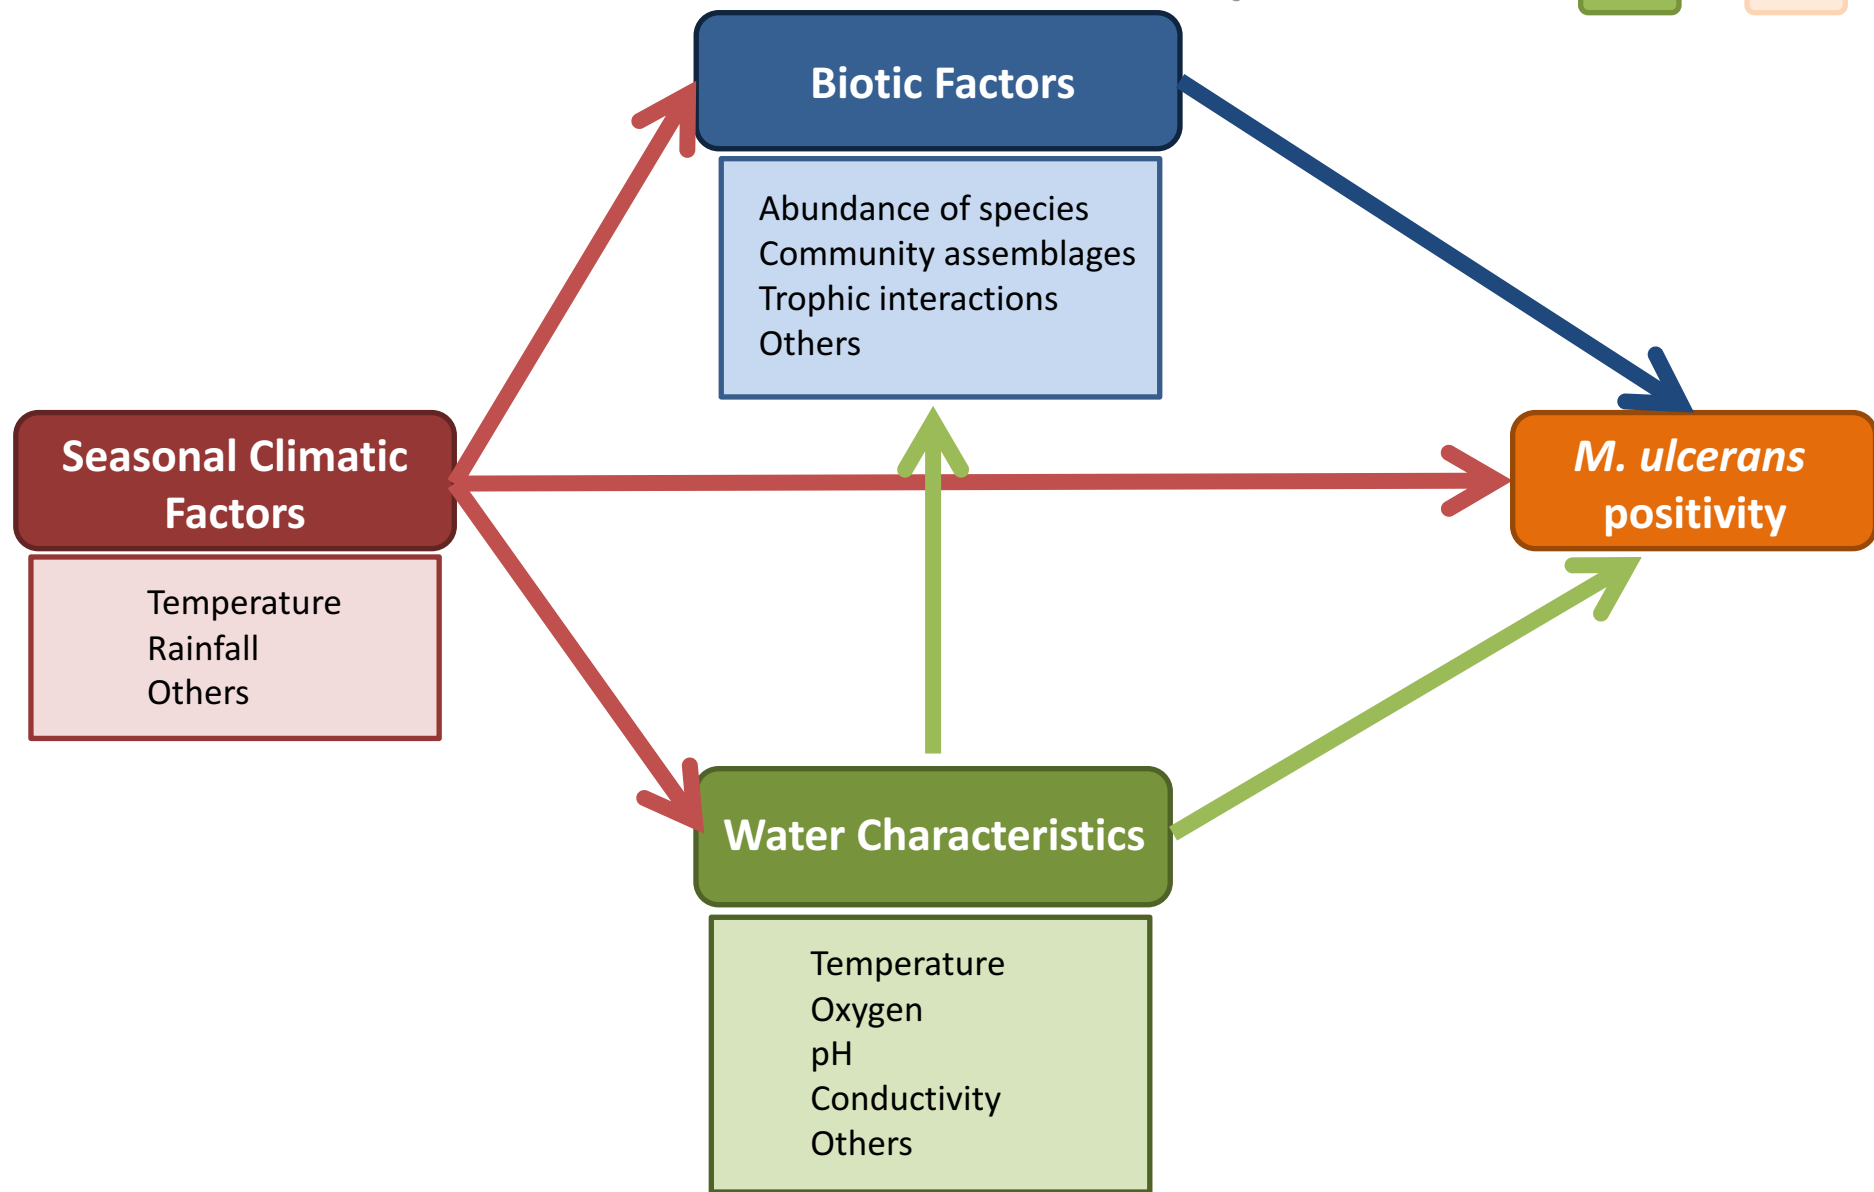 Biotic Factors
Abundance of species
Community assemblages
Trophic interactions
Others
Seasonal Climatic
Factors
Temperature
Rainfall
Others
M. ulcerans
positivity
Water Characteristics
Temperature
Oxygen
pH
Conductivity
Others